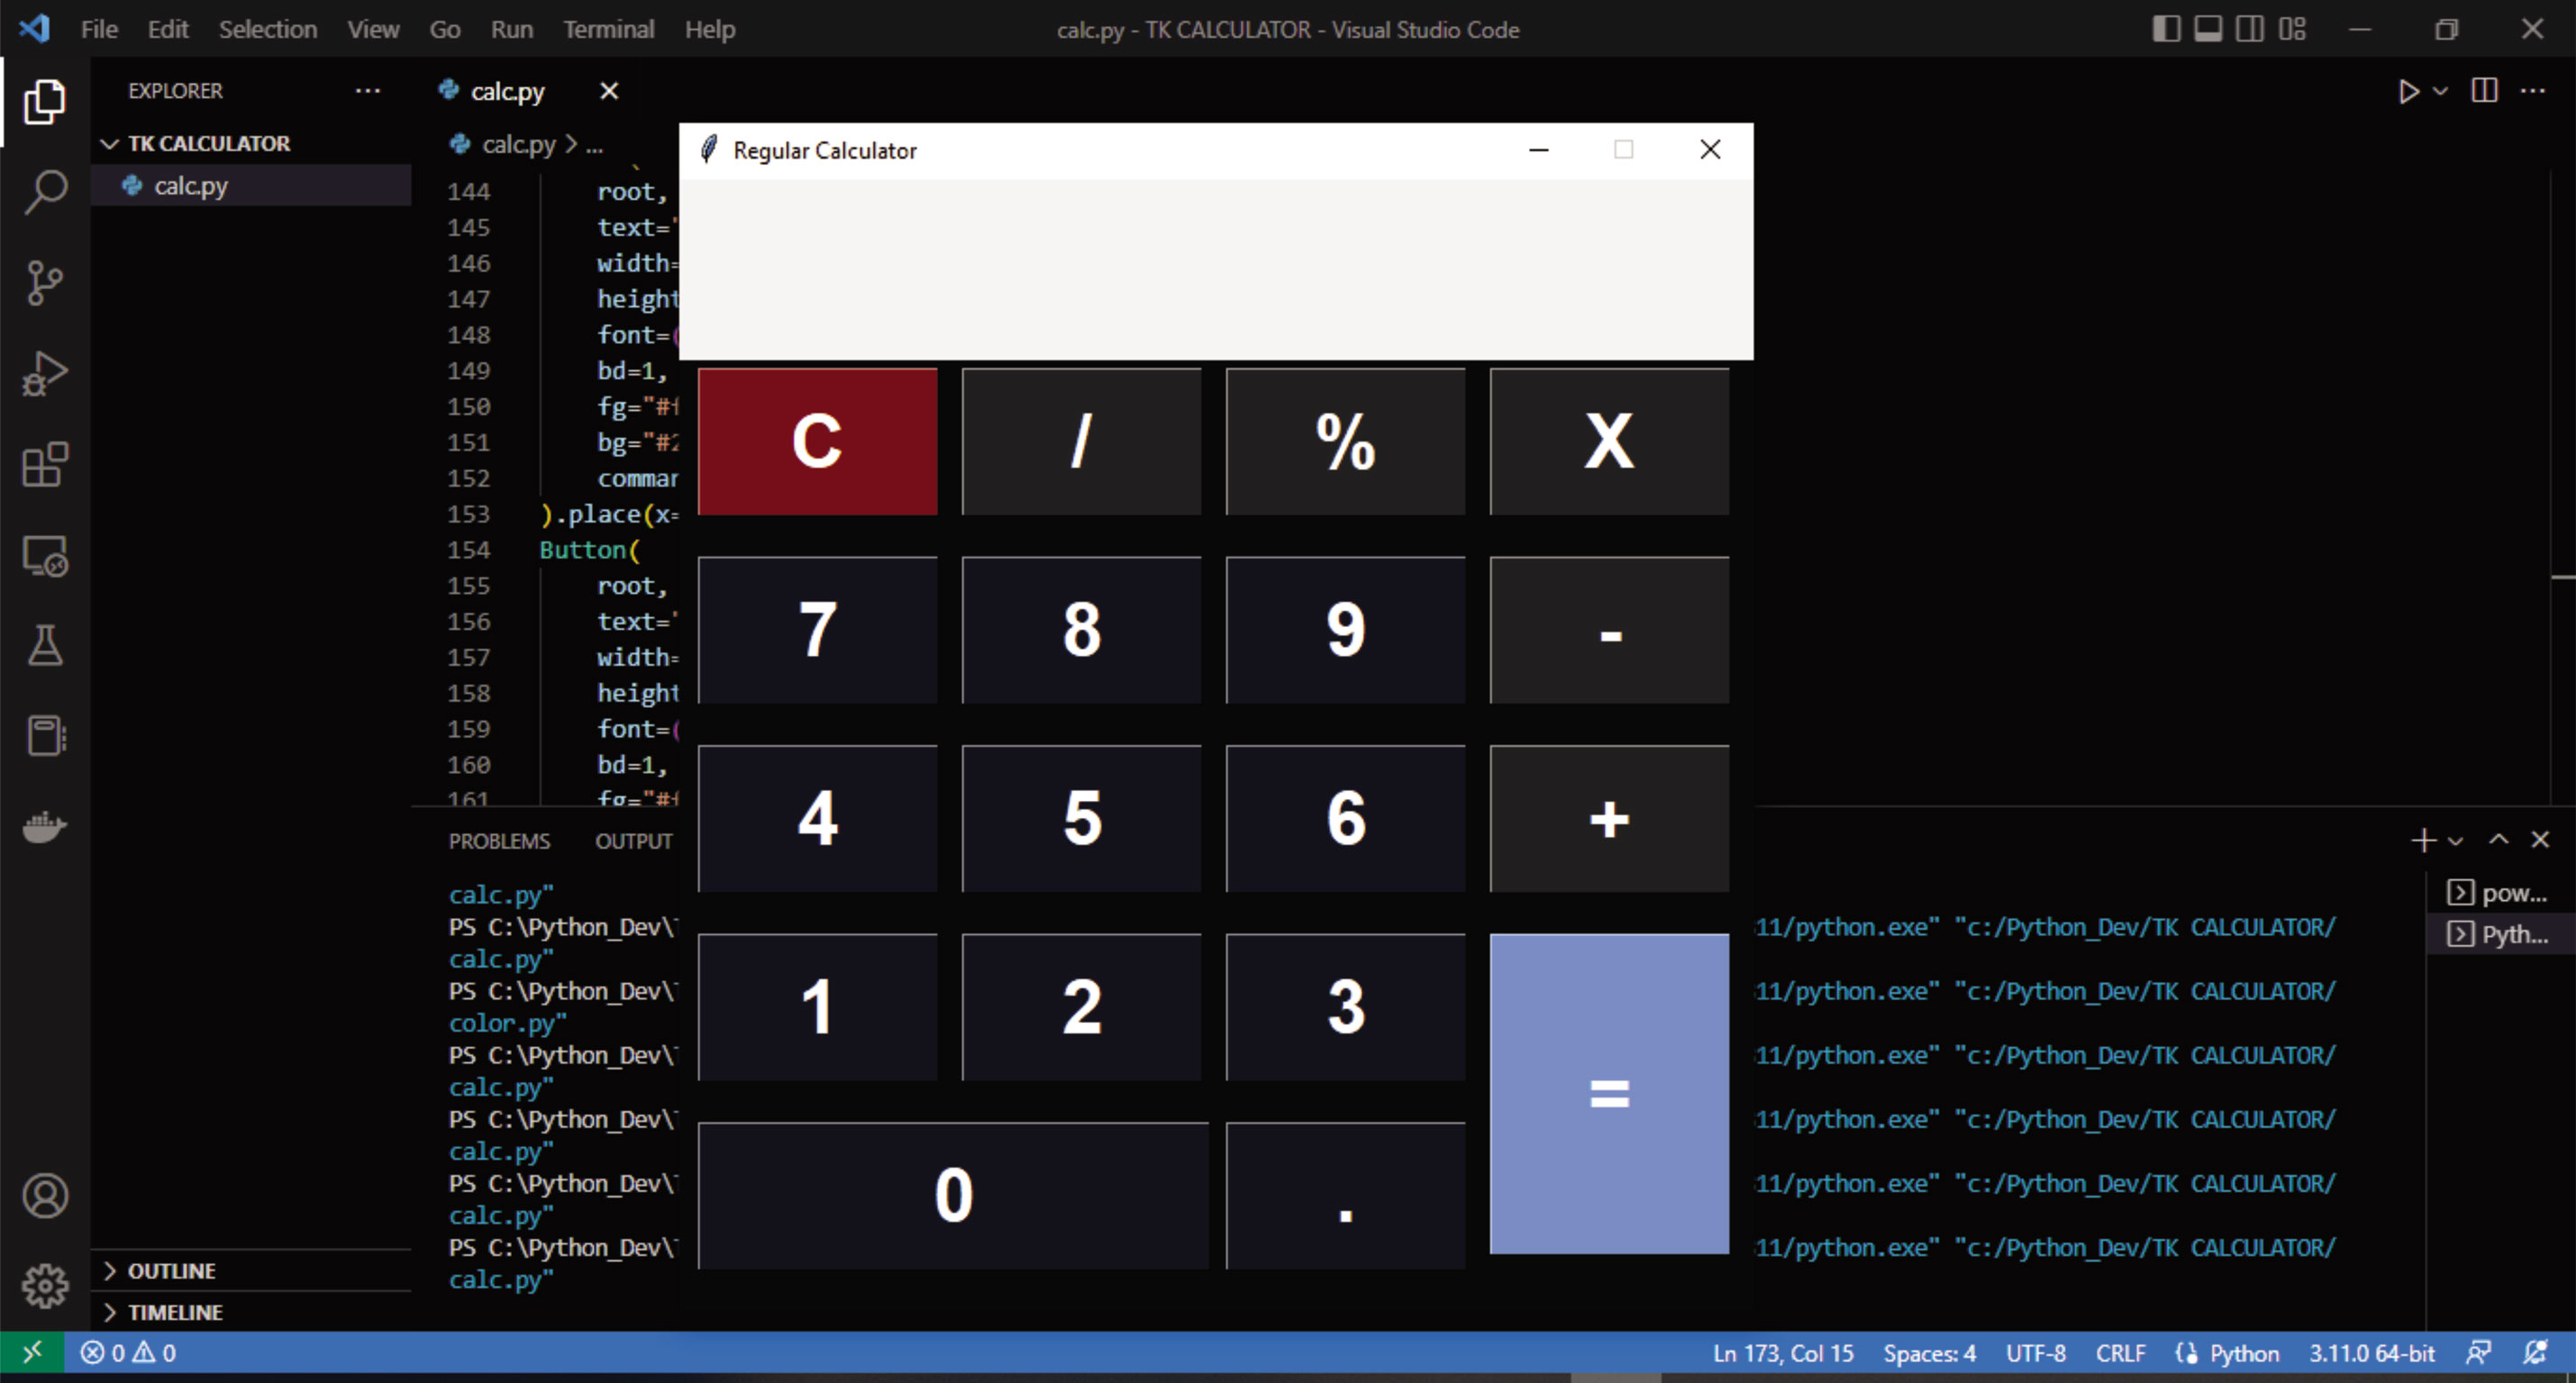 File Edit Selection View Go Run Terminal Help
calc.py - TK CALCULATOR - Visual Studio Code
EXPLORER
TK CALCULATOR
calc.py
OUTLINE
TIMELINE
calc.py
calc.py > ...
144 root,
145 text="
146 width=
147 height
148 font=(
149 bd=1,
150 fg="#f
151 bg="#2
152 comman
153 ).place(x=
154 Button(
155 root,
156 text="
157 width=
158 height
159 font=(
160 bd=1,
161 fg="#f
Regular Calculator
C / % X
7 8 9 -
4 5 6 +
1 2 3 =
0 .
PROBLEMS OUTPUT
calc.py"
PS C:\Python_Dev\T 11/python.exe" "c:/Python_Dev/TK CALCULATOR/
calc.py"
PS C:\Python_Dev\T 11/python.exe" "c:/Python_Dev/TK CALCULATOR/
color.py"
PS C:\Python_Dev\T 11/python.exe" "c:/Python_Dev/TK CALCULATOR/
calc.py"
PS C:\Python_Dev\T 11/python.exe" "c:/Python_Dev/TK CALCULATOR/
calc.py"
PS C:\Python_Dev\T 11/python.exe" "c:/Python_Dev/TK CALCULATOR/
calc.py"
PS C:\Python_Dev\T 11/python.exe" "c:/Python_Dev/TK CALCULATOR/
calc.py"
pow...
Pyth...
0 0 Ln 173, Col 15 Spaces: 4 UTF-8 CRLF Python 3.11.0 64-bit